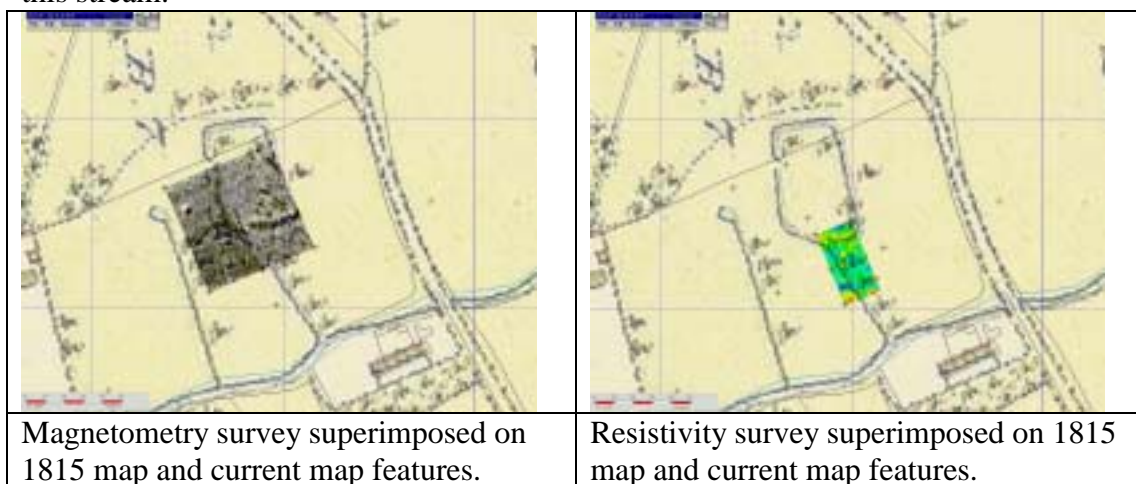 this stream.
Magnetometry survey superimposed on
1815 map and current map features.
Resistivity survey superimposed on 1815
map and current map features.